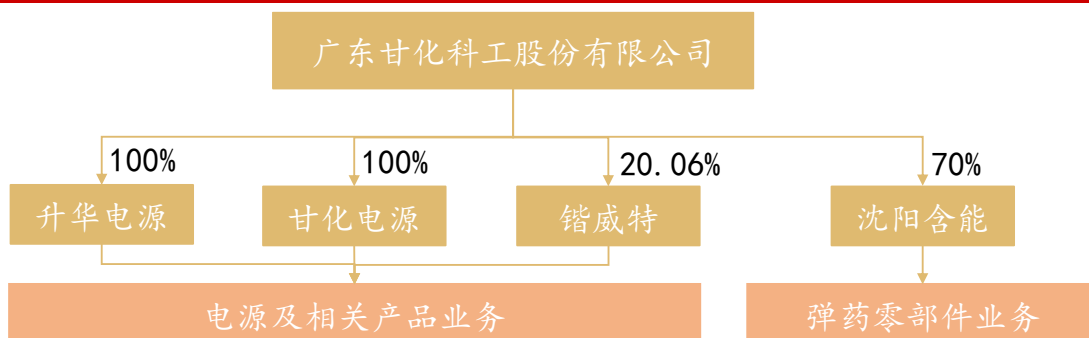 广东甘化科工股份有限公司
100%
100%
20.06%
70%
升华电源
甘化电源
锴威特
沈阳含能
电源及相关产品业务
弹药零部件业务